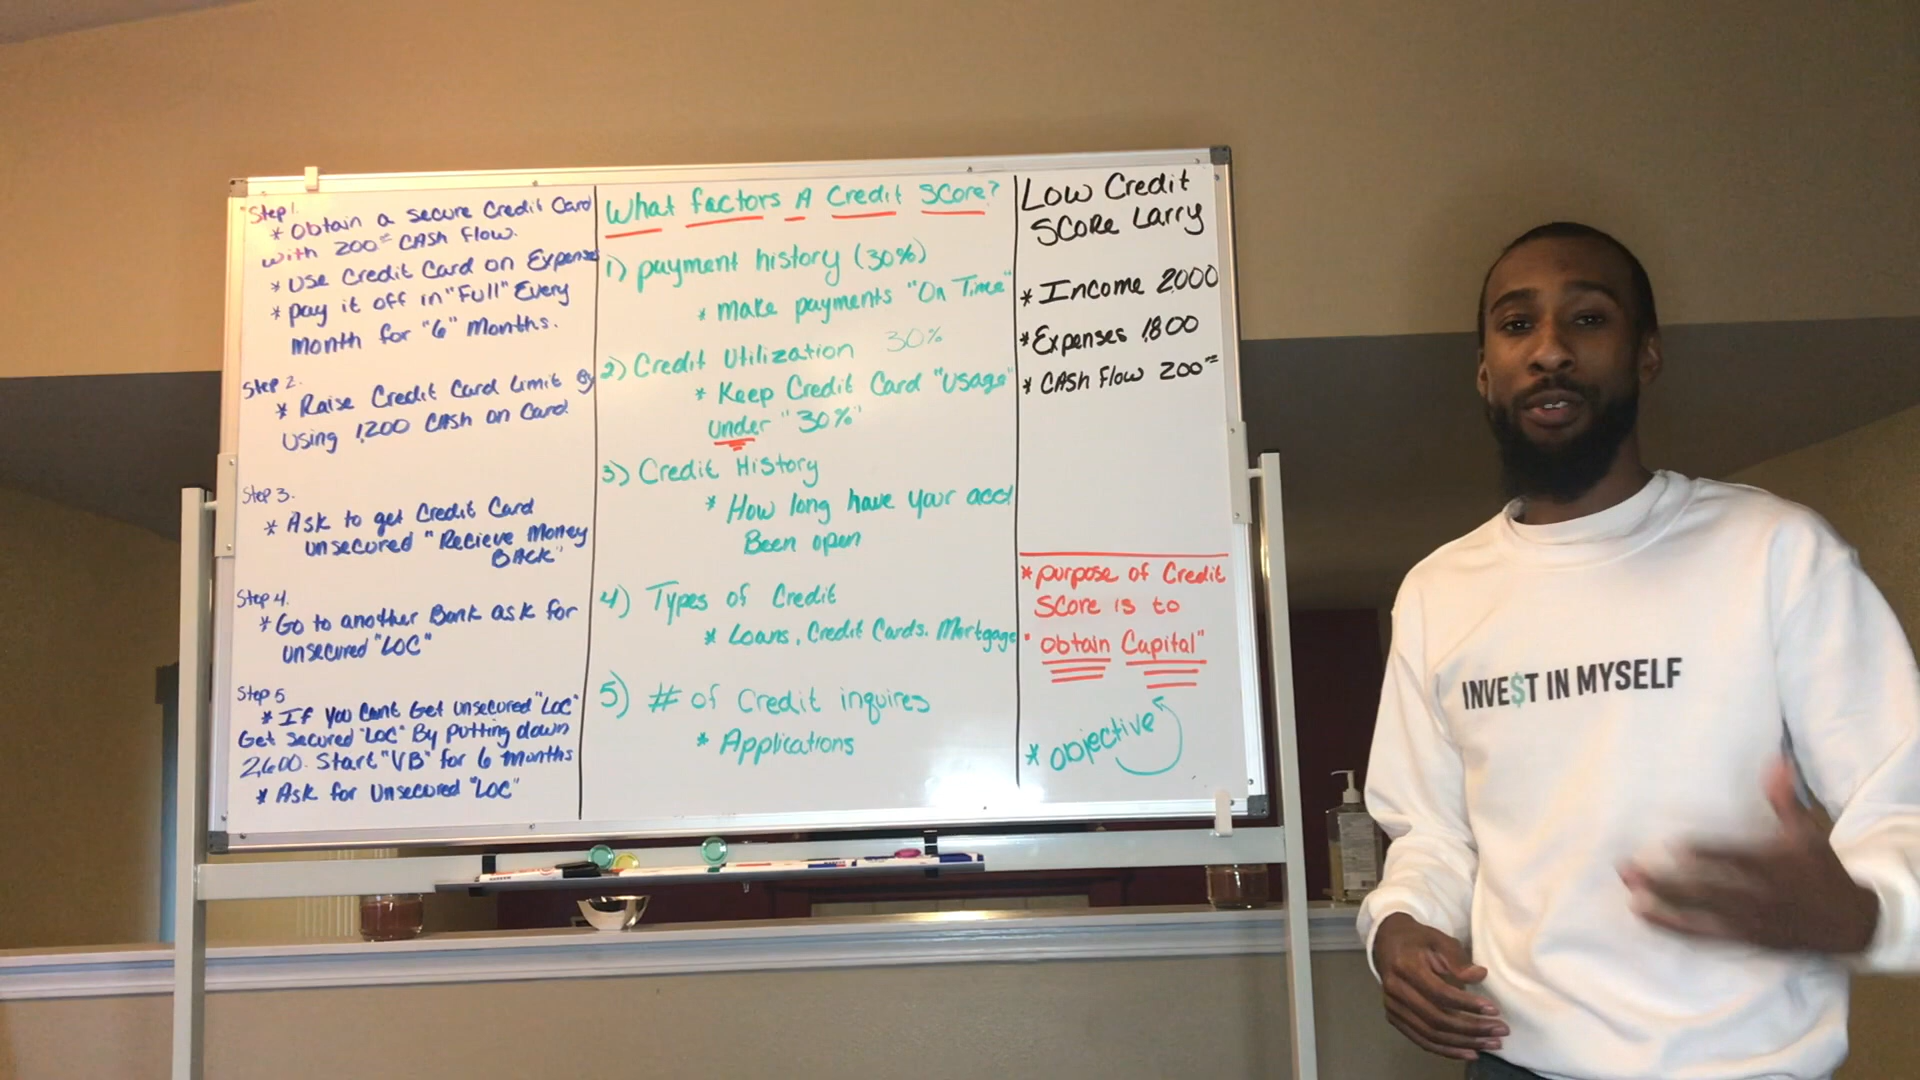 "Step 1.
* Obtain a secure Credit Card
with 200= CASH Flow.
* Use Credit Card on Expenses
* Pay it off in "Full" Every
Month for "6" Months.
Step 2.
* Raise Credit Card Limit By
Using 1,200 CASH on Card
Step 3.
* Ask to get Credit Card
unsecured "Recieve Money
BACK"
Step 4.
* Go to another Bank ask for
unsecured "LOC"
Step 5
* If You Cant Get unsecured "LOC"
Get secured "LOC" By Putting down
2,600. Start "VB" for 6 months
* Ask for Unsecured "LOC"
What factors A Credit Score?
1) payment history (30%)
* make payments "On Time"
2) Credit Utilization 30%
* Keep Credit Card "Usage"
Under "30%"
3) Credit History
* How long have your acct
Been open
4) Types of Credit
* Loans, Credit Cards. Mortgage
5) # of Credit inquires
* Applications
Low Credit
Score Larry
* Income 2,000
* Expenses 1,800
* CASH Flow 200=
* purpose of Credit
Score is to
"obtain Capital"
* objective
INVE$T IN MYSELF